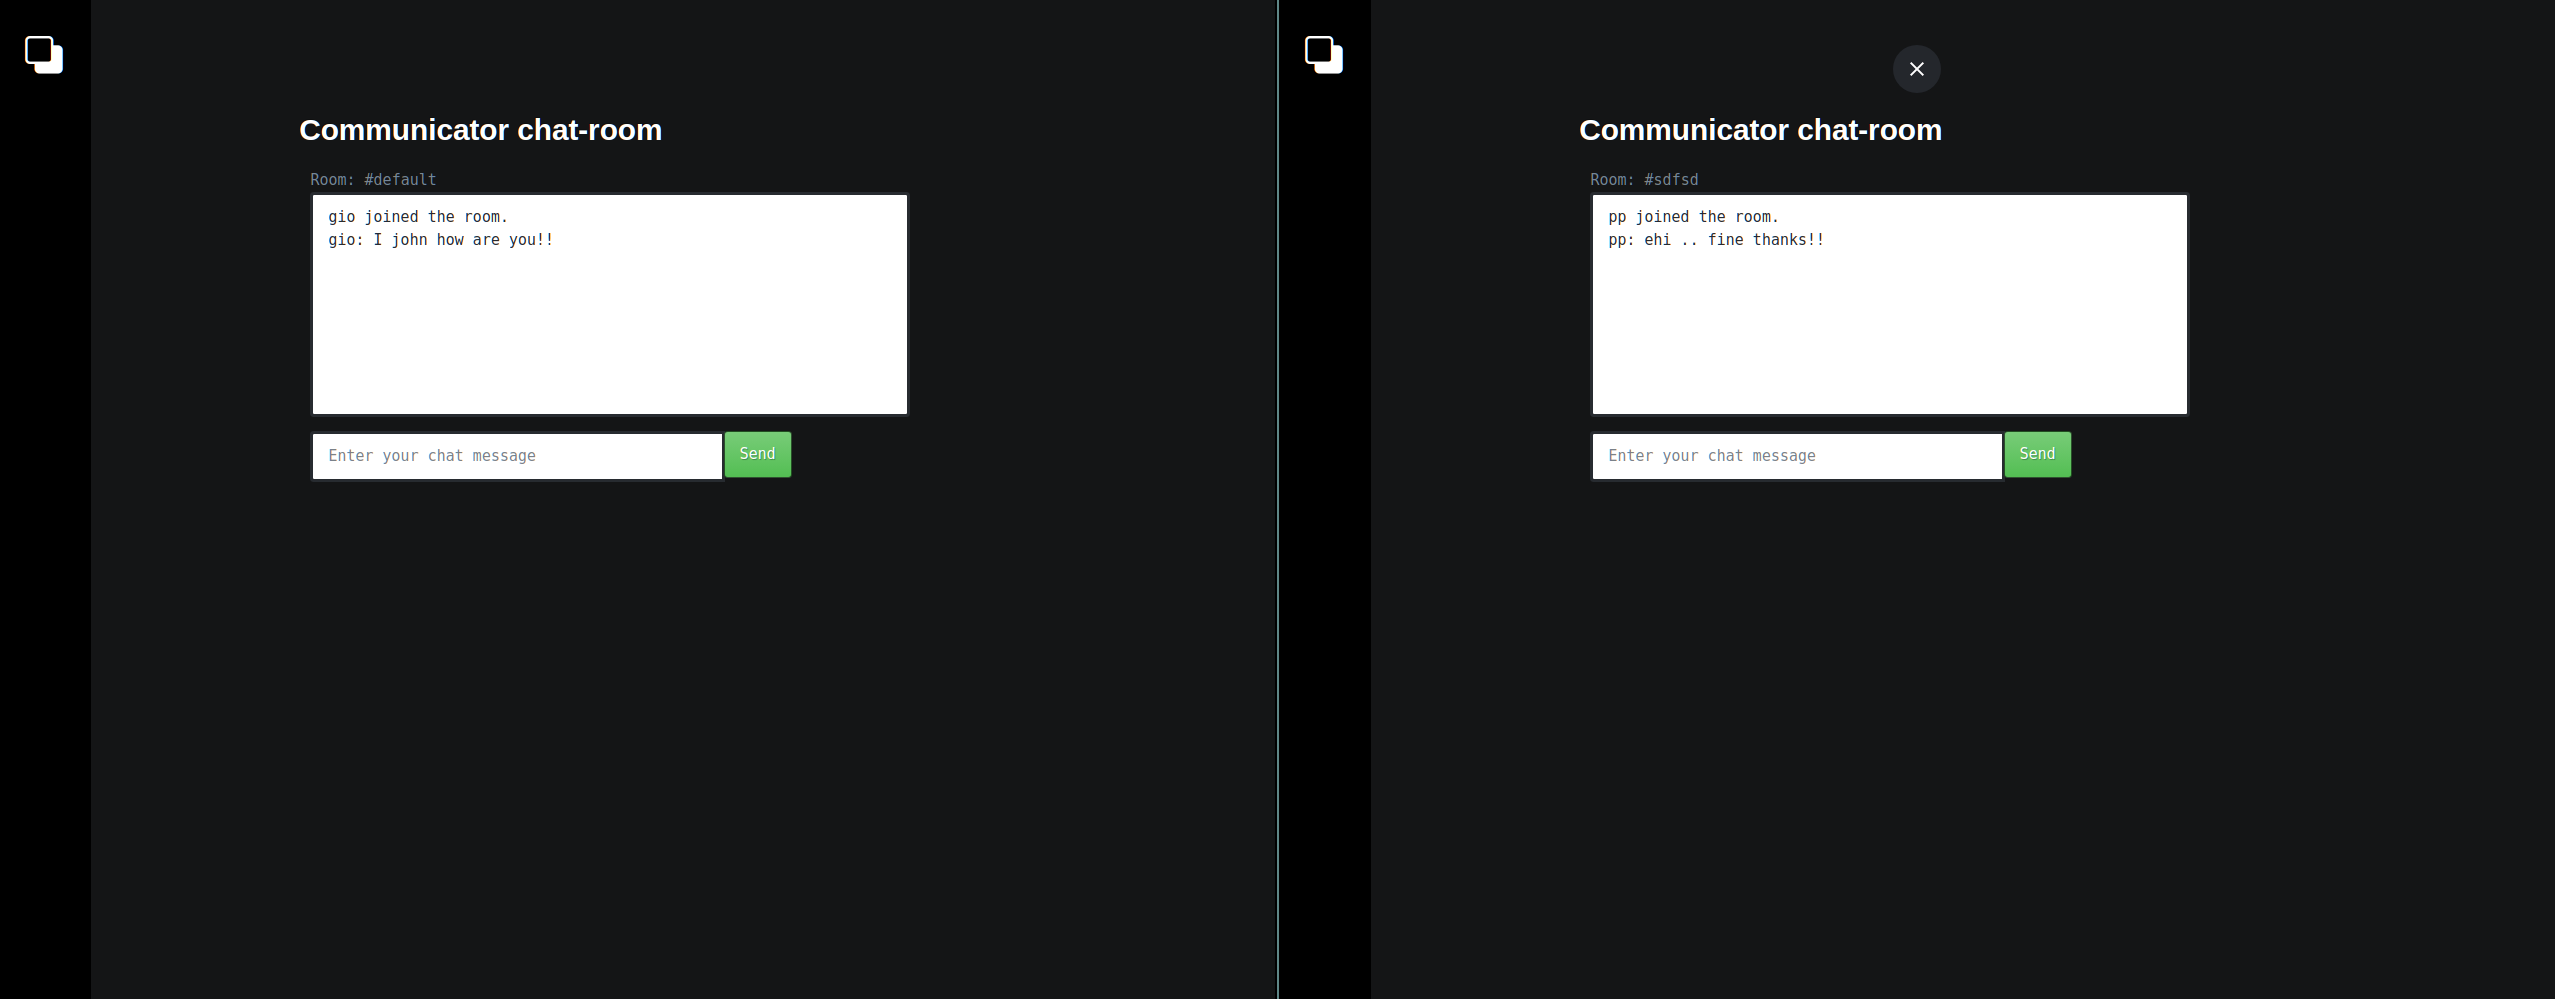 Communicator chat-room
Room: #default
gio joined the room.
gio: I john how are you!!
Enter your chat message
Send
Communicator chat-room
Room: #sdfsd
pp joined the room.
pp: ehi .. fine thanks!!
Enter your chat message
Send